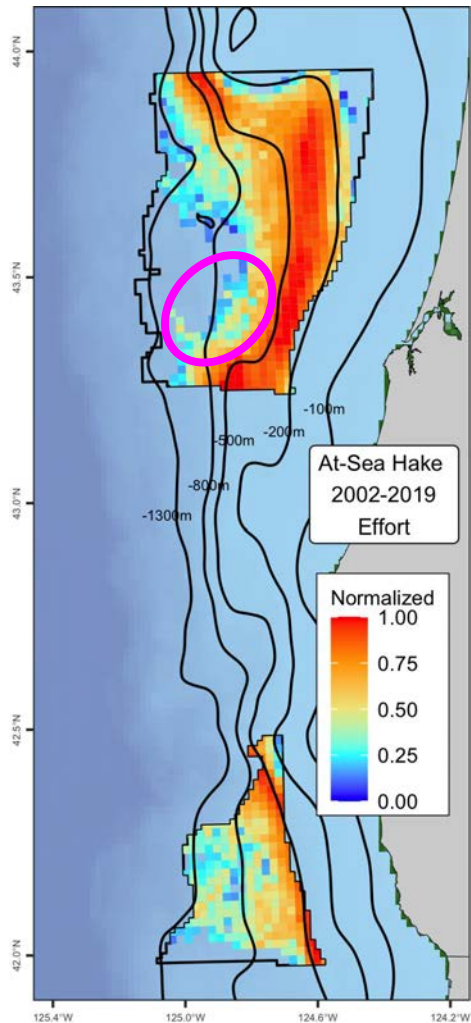 44.0°N
43.5°N
43.0°N
42.5°N
42.0°N
-100m
-200m
-500m
-800m
-1300m
At-Sea Hake
2002-2019
Effort
Normalized
1.00
0.75
0.50
0.25
0.00
125.4°W
125.0°W
124.6°W
124.2°W